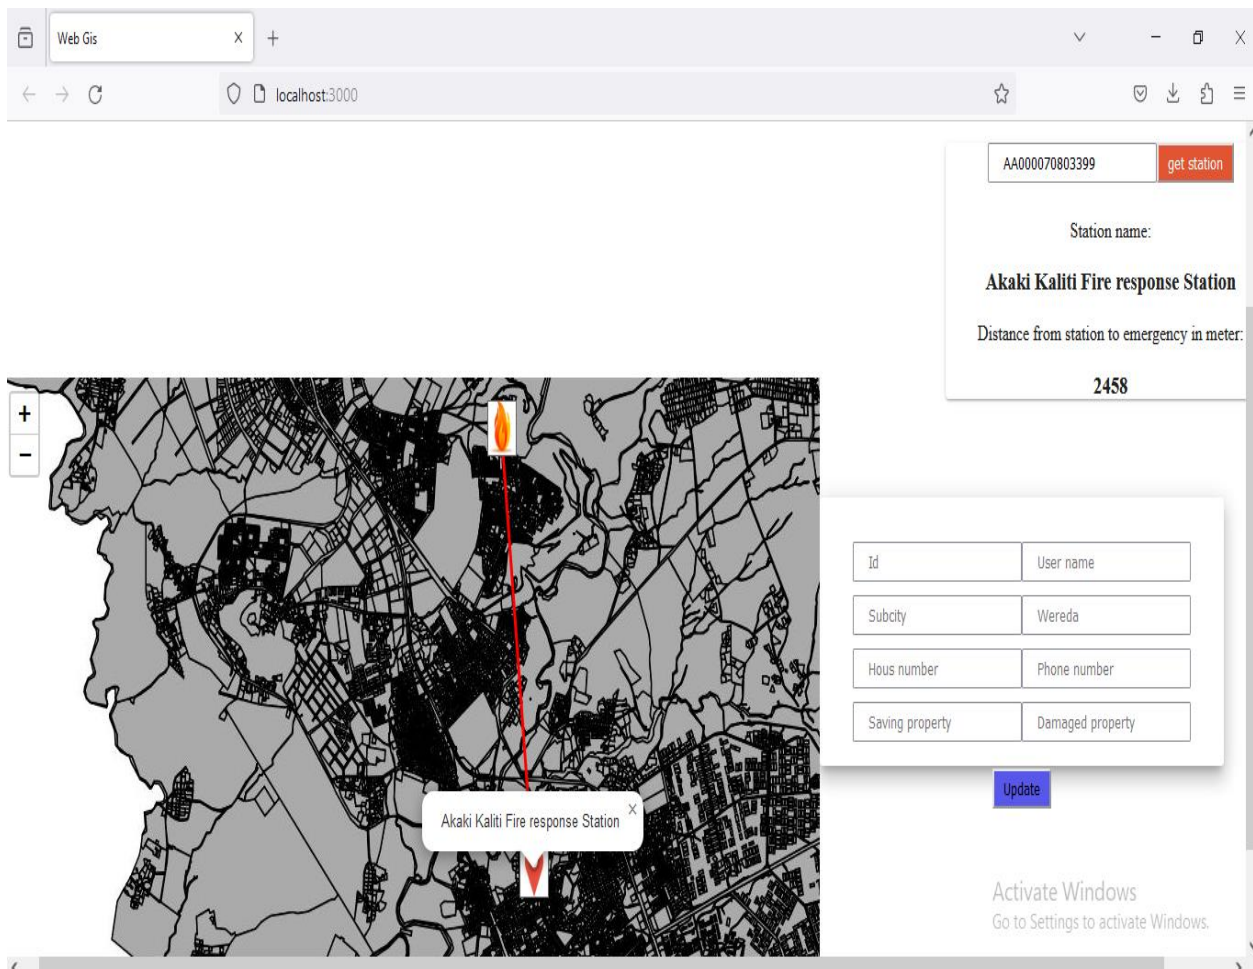 Web Gis
localhost:3000
AA000070803399 get station
Station name:
Akaki Kaliti Fire response Station
Distance from station to emergency in meter:
2458
+
−
Id User name
Subcity Wereda
Hous number Phone number
Saving property Damaged property
Update
Akaki Kaliti Fire response Station ×
Activate Windows
Go to Settings to activate Windows.